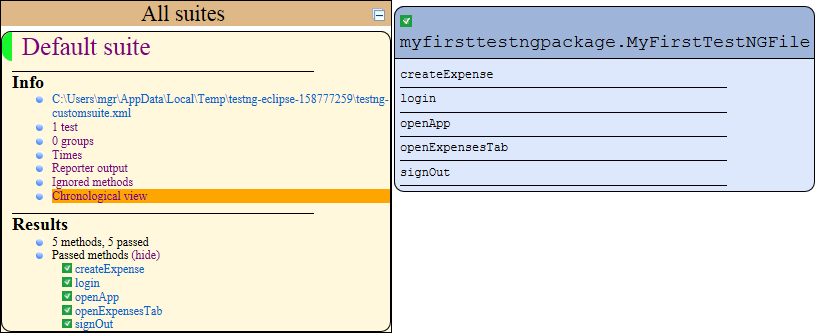 All suites
Default suite
Info
C:\Users\mgr\AppData\Local\Temp\testng-eclipse-158777259\testng-
customsuite.xml
1 test
0 groups
Times
Reporter output
Ignored methods
Chronological view
Results
5 methods, 5 passed
Passed methods (hide)
createExpense
login
openApp
openExpensesTab
signOut
myfirsttestngpackage.MyFirstTestNGFile
createExpense
login
openApp
openExpensesTab
signOut